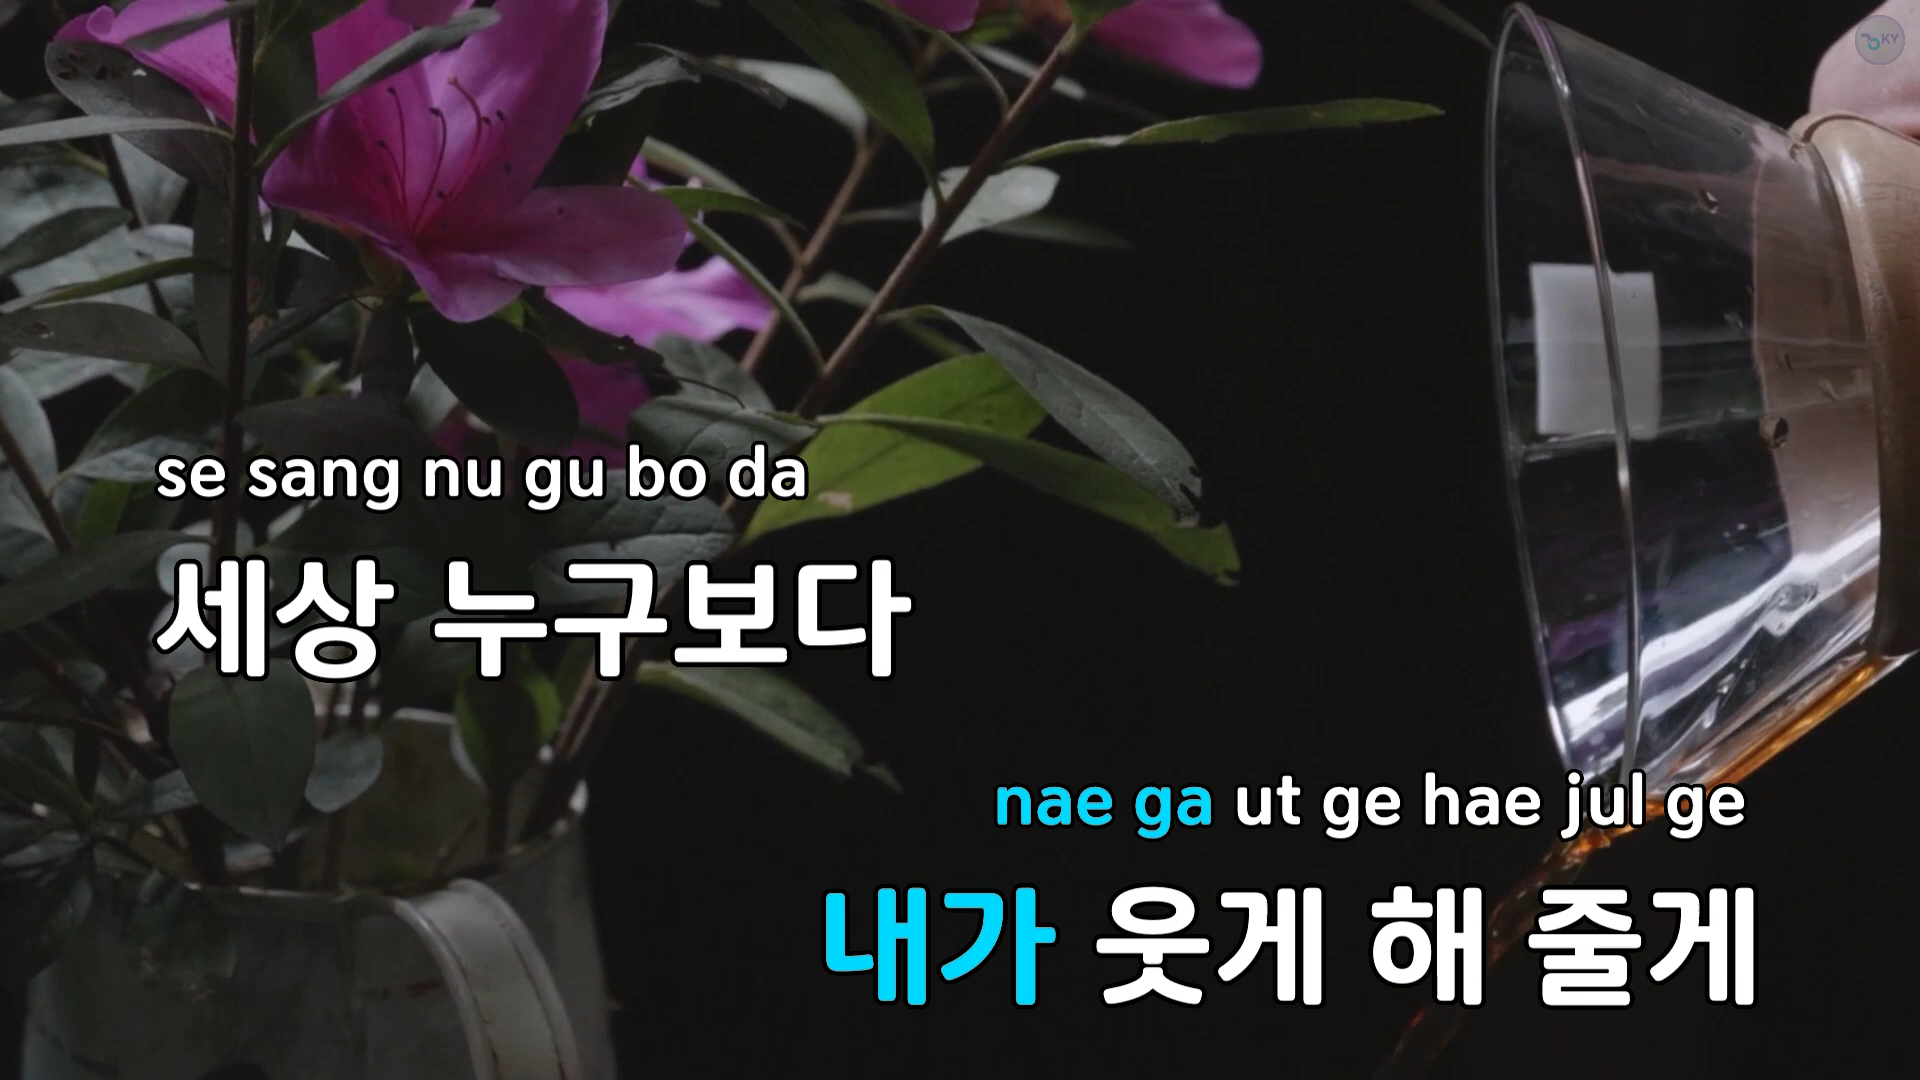 KY
se sang nu gu bo da
세상 누구보다
nae ga ut ge hae jul ge
내가 웃게 해 줄게